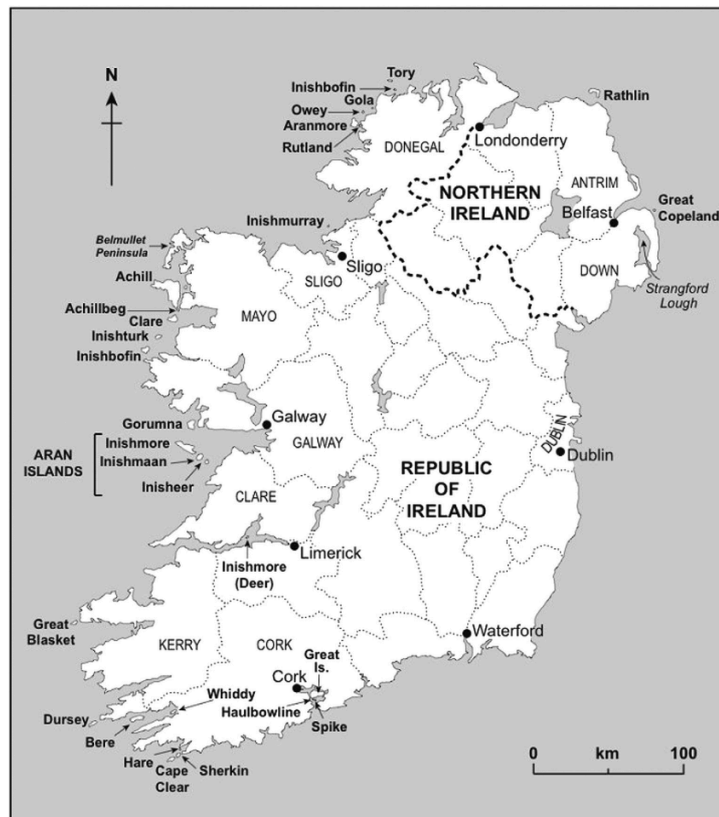 N
Tory
Inishbofin
Gola
Owey
Aranmore
Rutland
Rathlin
DONEGAL
Londonderry
NORTHERN
IRELAND
ANTRIM
Belfast
Great
Copeland
Inishmurray
Belmullet
Peninsula
Sligo
SLIGO
DOWN
Strangford
Lough
Achill
Achillbeg
Clare
MAYO
Inishturk
Inishbofin
Gorumna
Galway
GALWAY
ARAN
ISLANDS
Inishmore
Inishmaan
Inisheer
DUBLIN
Dublin
REPUBLIC
OF
IRELAND
CLARE
Limerick
Inishmore
(Deer)
Great
Blasket
KERRY
CORK
Waterford
Great
Is.
Cork
Whiddy
Haulbowline
Spike
Dursey
Bere
Hare
Cape
Clear
Sherkin
0 km 100